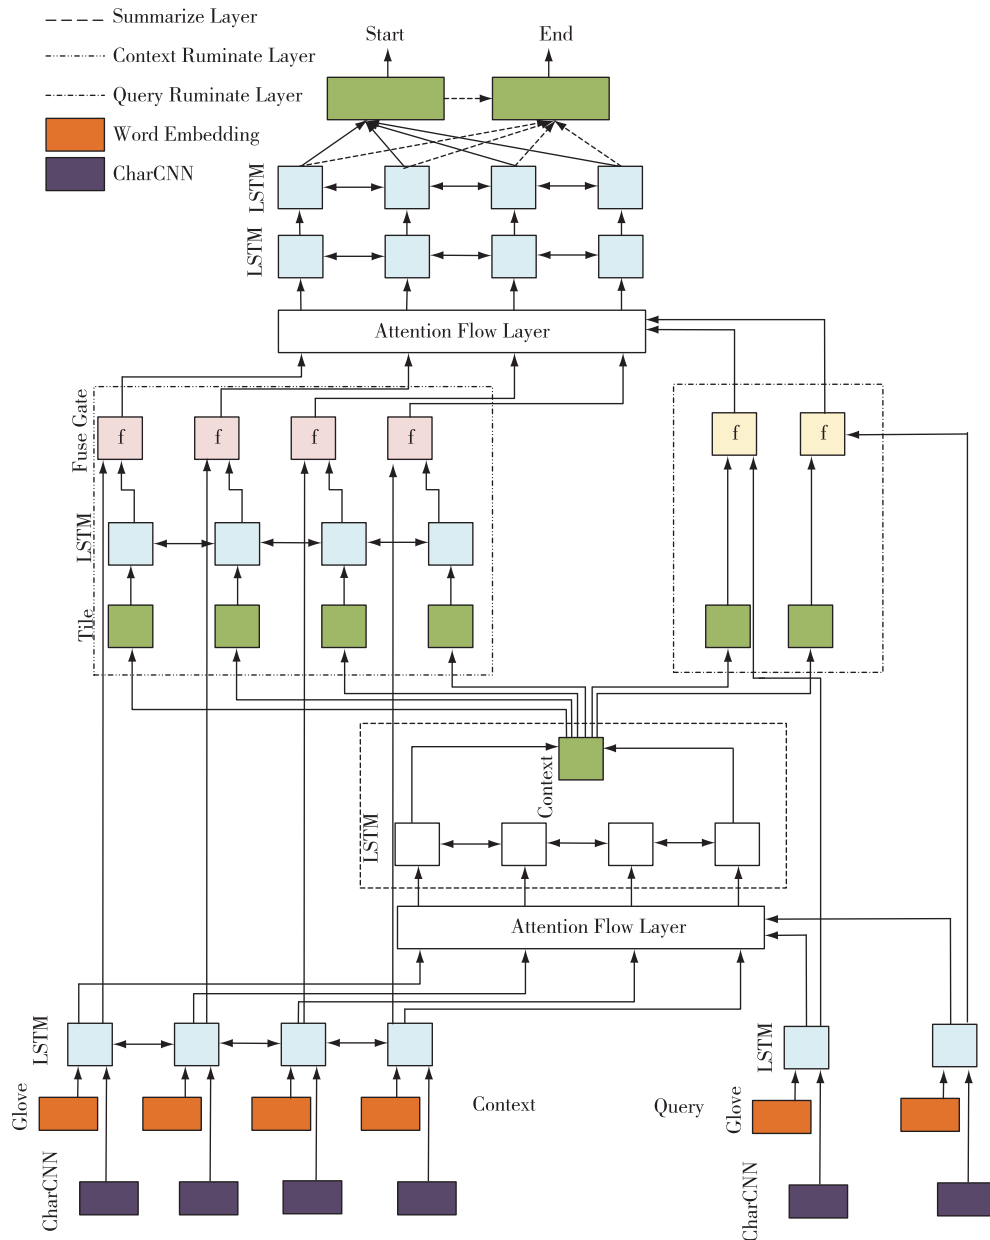 Summarize Layer
Context Ruminate Layer
Query Ruminate Layer
Word Embedding
CharCNN
Start
End
LSTM
LSTM
Attention Flow Layer
Fuse Gate
f
f
f
f
f
f
LSTM
Tile
Context
LSTM
Attention Flow Layer
LSTM
LSTM
Glove
Context
Query
Glove
CharCNN
CharCNN